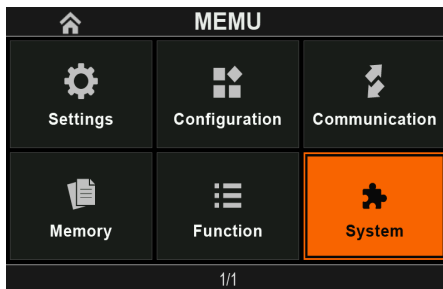 MEMU
Settings
Configuration
Communication
Memory
Function
System
1/1